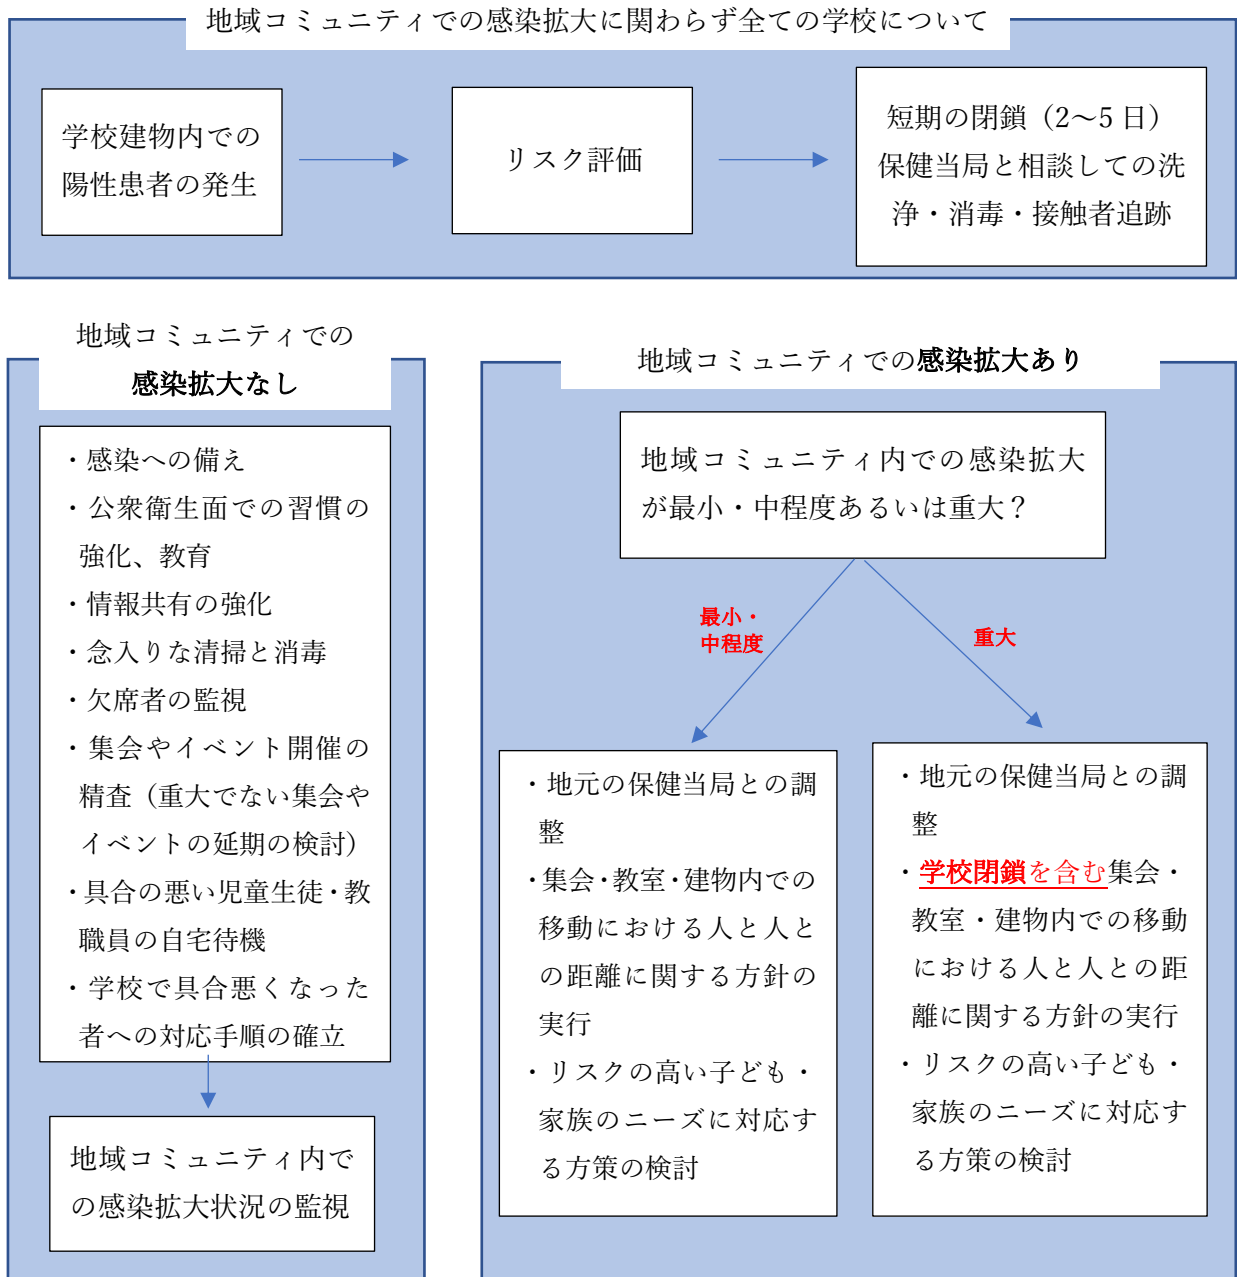 地域コミュニティでの感染拡大に関わらず全ての学校について
学校建物内での
陽性患者の発生
リスク評価
短期の閉鎖（2～5 日）
保健当局と相談しての洗
浄・消毒・接触者追跡
地域コミュニティでの
感染拡大なし
・感染への備え
・公衆衛生面での習慣の
強化、教育
・情報共有の強化
・念入りな清掃と消毒
・欠席者の監視
・集会やイベント開催の
精査（重大でない集会や
イベントの延期の検討）
・具合の悪い児童生徒・教
職員の自宅待機
・学校で具合悪くなった
者への対応手順の確立
地域コミュニティ内で
の感染拡大状況の監視
地域コミュニティでの感染拡大あり
地域コミュニティ内での感染拡大
が最小・中程度あるいは重大？
最小・
中程度
重大
・地元の保健当局との調
整
・集会・教室・建物内での
移動における人と人と
の距離に関する方針の
実行
・リスクの高い子ども・
家族のニーズに対応す
る方策の検討
・地元の保健当局との調
整
・学校閉鎖を含む集会・
教室・建物内での移動
における人と人との距
離に関する方針の実行
・リスクの高い子ども・
家族のニーズに対応す
る方策の検討